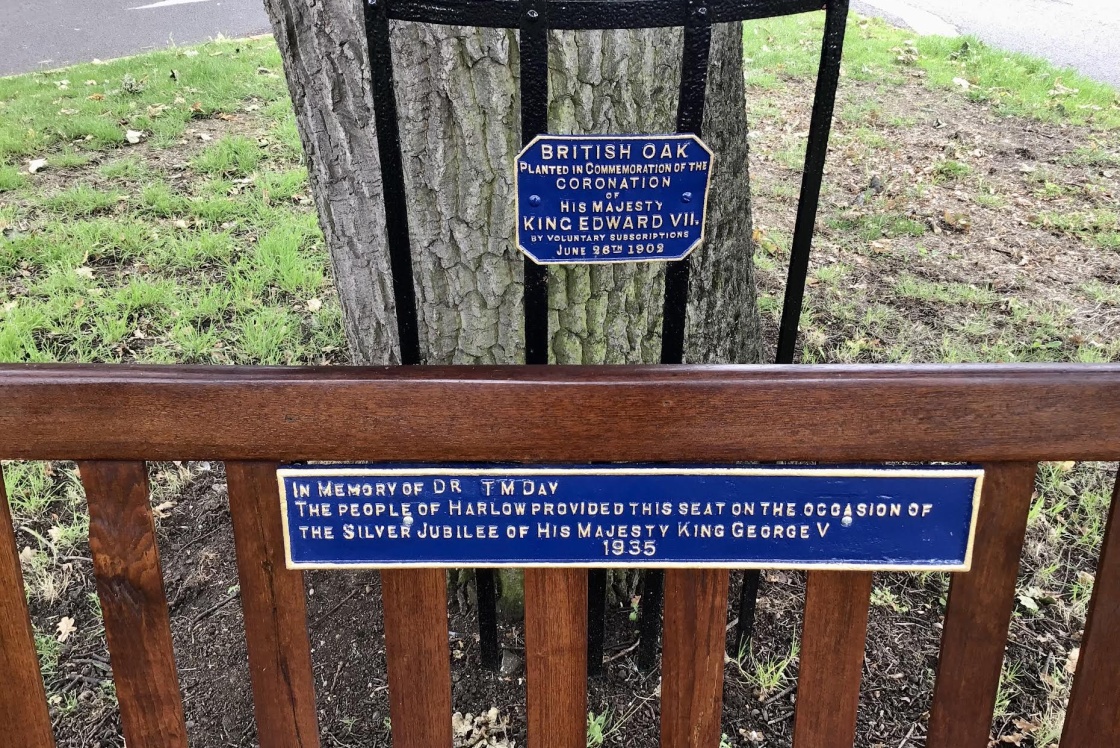 BRITISH OAK
PLANTED IN COMMEMORATION OF THE
CORONATION
OF
HIS MAJESTY
KING EDWARD VII.
BY VOLUNTARY SUBSCRIPTIONS
JUNE 26TH 1902
IN MEMORY OF DR T M DAY
THE PEOPLE OF HARLOW PROVIDED THIS SEAT ON THE OCCASION OF
THE SILVER JUBILEE OF HIS MAJESTY KING GEORGE V
1935